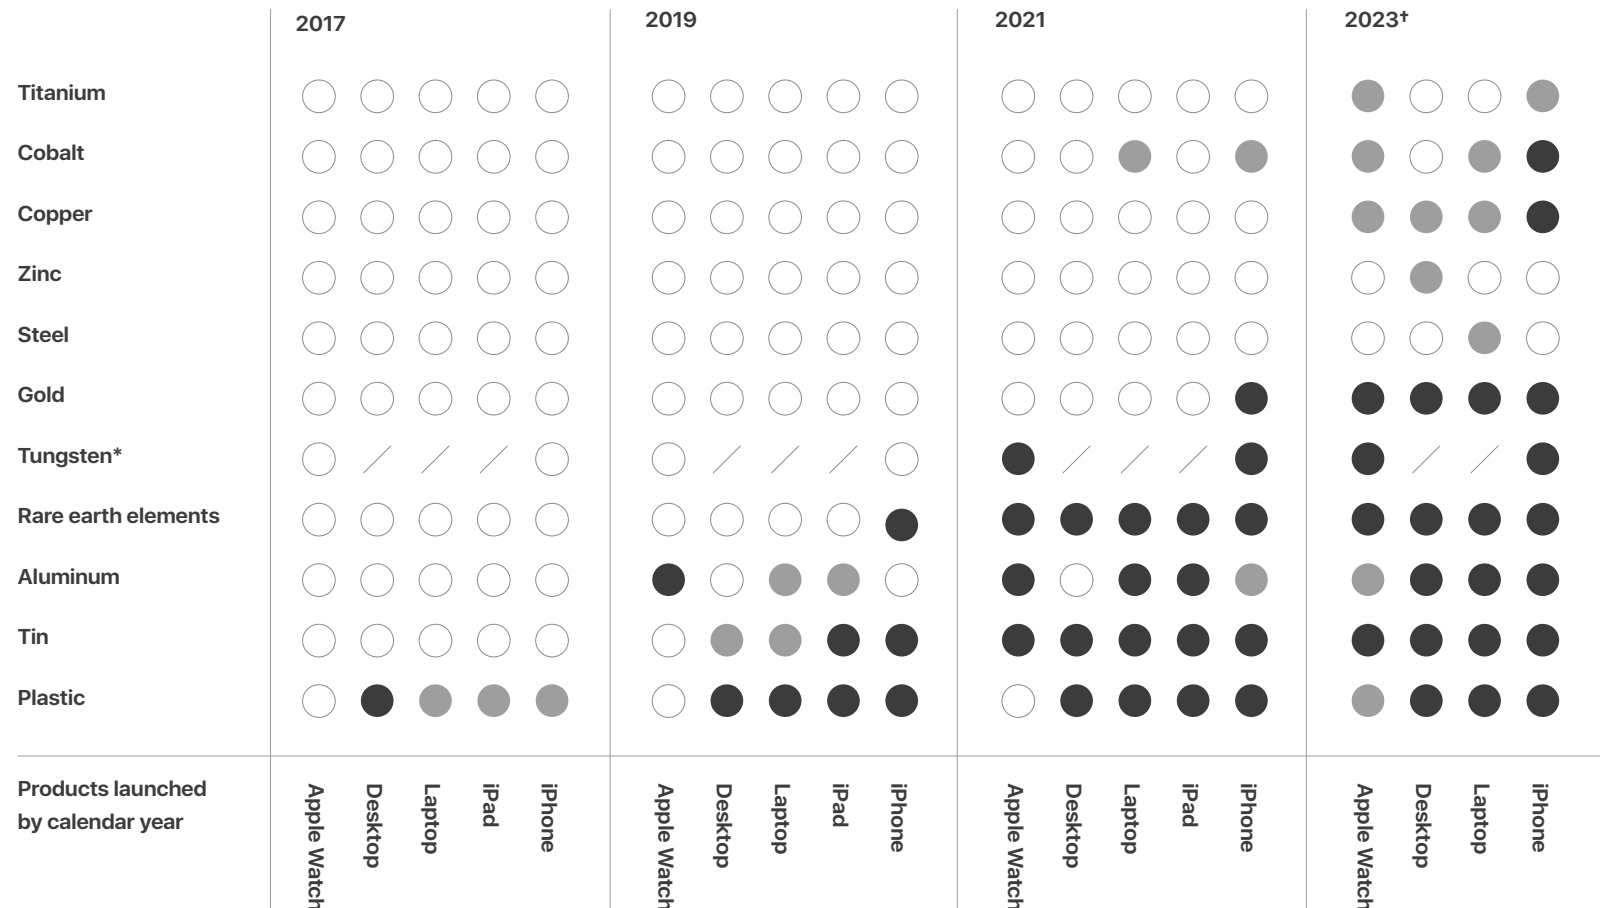 2017 2019 2021 2023†
Titanium
Cobalt
Copper
Zinc
Steel
Gold
Tungsten*
Rare earth elements
Aluminum
Tin
Plastic
Products launched
by calendar year
Apple Watch
Desktop
Laptop
iPad
iPhone
Apple Watch
Desktop
Laptop
iPad
iPhone
Apple Watch
Desktop
Laptop
iPad
iPhone
Apple Watch
Desktop
Laptop
iPhone